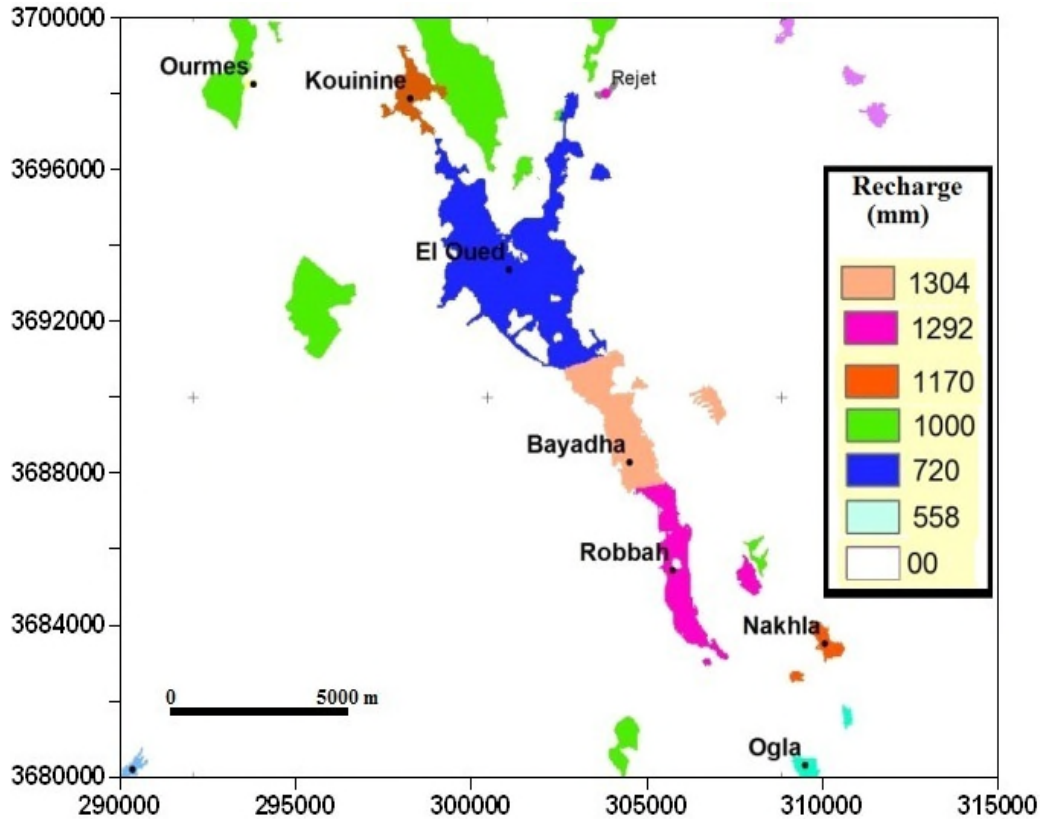 3700000
3696000
3692000
3688000
3684000
3680000
290000
295000
300000
305000
310000
315000
Ourmes
Kouinine
Rejet
El Oued
Bayadha
Robbah
Nakhla
Ogla
0
5000 m
Recharge
(mm)
1304
1292
1170
1000
720
558
00